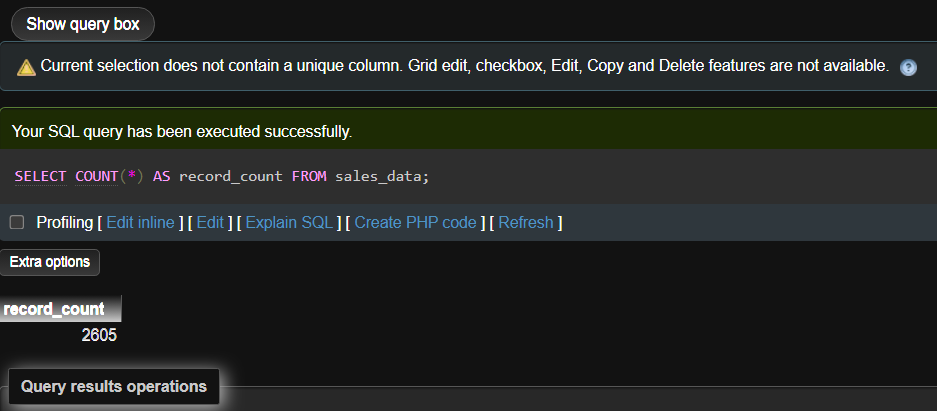 Show query box
Current selection does not contain a unique column. Grid edit, checkbox, Edit, Copy and Delete features are not available.
Your SQL query has been executed successfully.
SELECT COUNT(*) AS record_count FROM sales_data;
Profiling [ Edit inline ] [ Edit ] [ Explain SQL ] [ Create PHP code ] [ Refresh ]
Extra options
record_count
2605
Query results operations